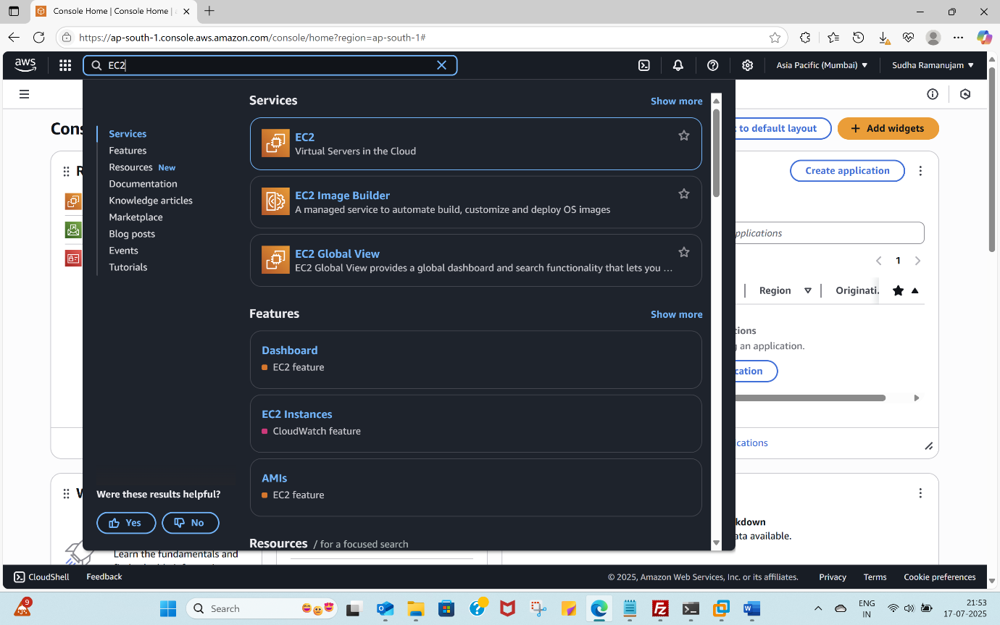 Console Home | Console Home |
https://ap-south-1.console.aws.amazon.com/console/home?region=ap-south-1#
aws
EC2
Asia Pacific (Mumbai) ▼
Sudha Ramanujam ▼
Services
Features
Resources New
Documentation
Knowledge articles
Marketplace
Blog posts
Events
Tutorials
Were these results helpful?
Yes
No
Services
Show more
EC2
Virtual Servers in the Cloud
EC2 Image Builder
A managed service to automate build, customize and deploy OS images
EC2 Global View
EC2 Global View provides a global dashboard and search functionality that lets you ...
Features
Show more
Dashboard
EC2 feature
EC2 Instances
CloudWatch feature
AMIs
EC2 feature
Resources / for a focused search
Cons
to default layout
+ Add widgets
R
Create application
pplications
1
Region
Originati.
tions
g an application.
cation
cations
W
Learn the fundamentals and
kdown
ata available.
CloudShell
Feedback
© 2025, Amazon Web Services, Inc. or its affiliates.
Privacy
Terms
Cookie preferences
9
Search
ENG
IN
21:53
17-07-2025